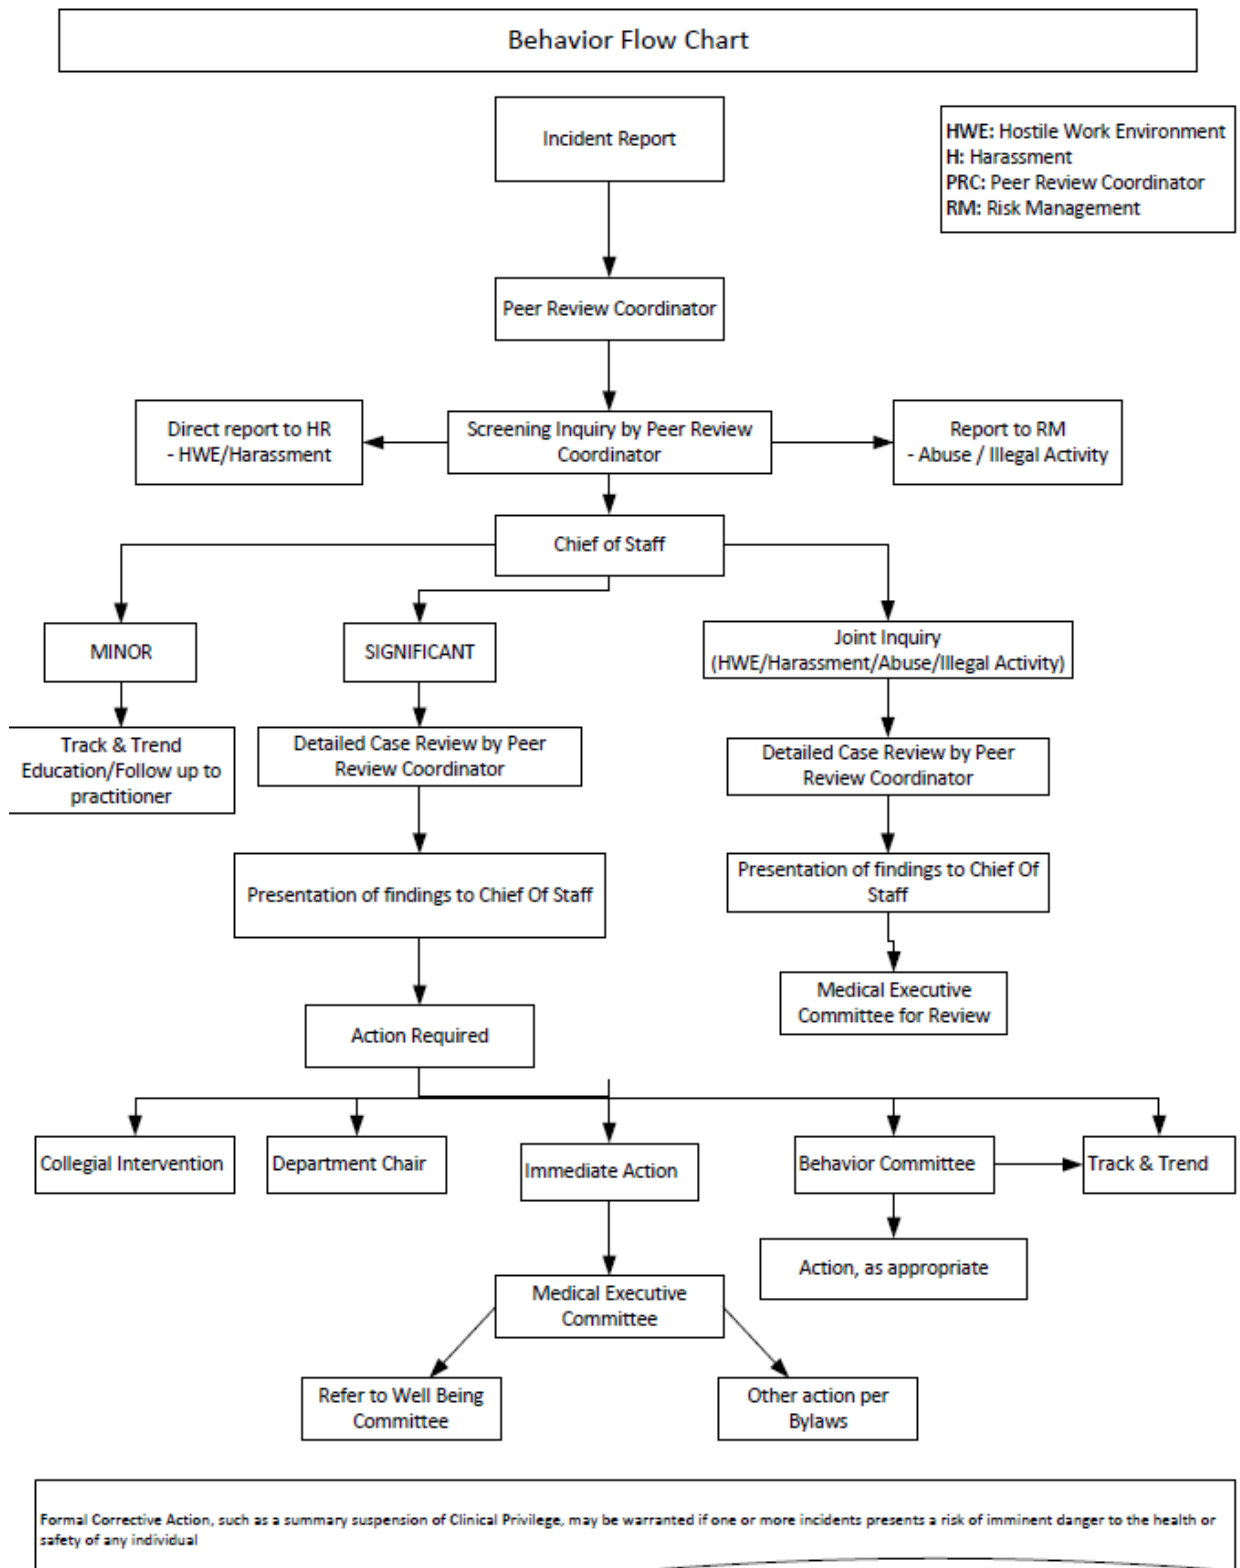 Behavior Flow Chart
Incident Report
HWE: Hostile Work Environment
H: Harassment
PRC: Peer Review Coordinator
RM: Risk Management
Peer Review Coordinator
Direct report to HR
- HWE/Harassment
Screening Inquiry by Peer Review
Coordinator
Report to RM
- Abuse / Illegal Activity
Chief of Staff
MINOR
SIGNIFICANT
Joint Inquiry
(HWE/Harassment/Abuse/Illegal Activity)
Track & Trend
Education/Follow up to
practitioner
Detailed Case Review by Peer
Review Coordinator
Detailed Case Review by Peer
Review Coordinator
Presentation of findings to Chief Of Staff
Presentation of findings to Chief Of
Staff
Medical Executive
Committee for Review
Action Required
Collegial Intervention
Department Chair
Immediate Action
Behavior Committee
Track & Trend
Action, as appropriate
Medical Executive
Committee
Refer to Well Being
Committee
Other action per
Bylaws
Formal Corrective Action, such as a summary suspension of Clinical Privilege, may be warranted if one or more incidents presents a risk of imminent danger to the health or
safety of any individual